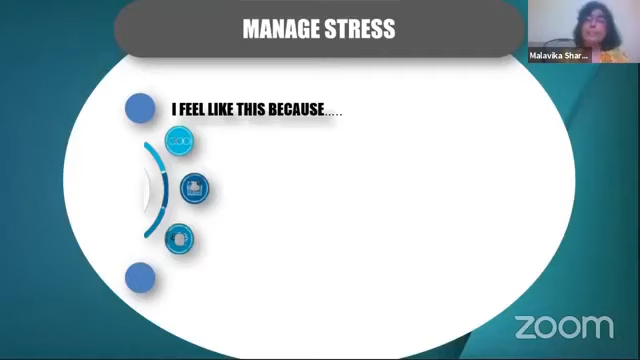 MANAGE STRESS
Malavika Shar...
I FEEL LIKE THIS BECAUSE.....
zoom